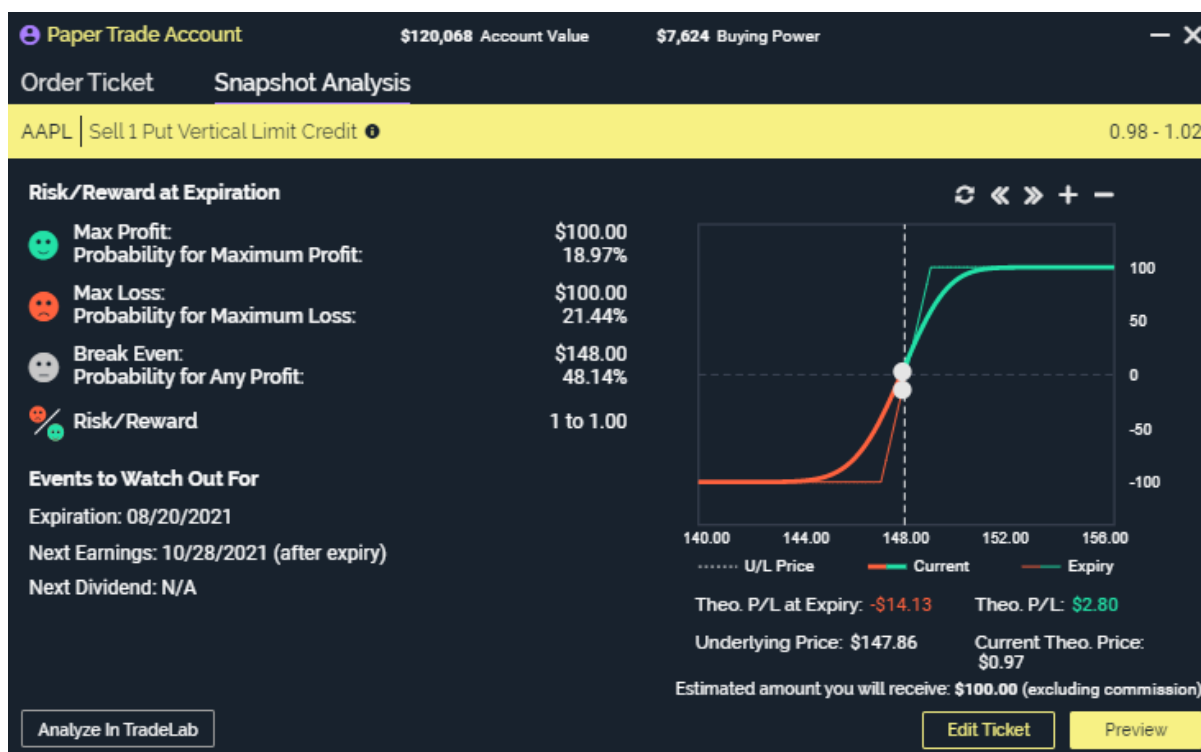 Paper Trade Account $120,068 Account Value $7,624 Buying Power
Order Ticket Snapshot Analysis
AAPL Sell 1 Put Vertical Limit Credit 0.98 - 1.02
Risk/Reward at Expiration
Max Profit: $100.00
Probability for Maximum Profit: 18.97%
Max Loss: $100.00
Probability for Maximum Loss: 21.44%
Break Even: $148.00
Probability for Any Profit: 48.14%
Risk/Reward 1 to 1.00
Events to Watch Out For
Expiration: 08/20/2021
Next Earnings: 10/28/2021 (after expiry)
Next Dividend: N/A
100
50
0
-50
-100
140.00 144.00 148.00 152.00 156.00
U/L Price Current Expiry
Theo. P/L at Expiry: -$14.13 Theo. P/L: $2.80
Underlying Price: $147.86 Current Theo. Price:
$0.97
Estimated amount you will receive: $100.00 (excluding commission)
Analyze In TradeLab Edit Ticket Preview